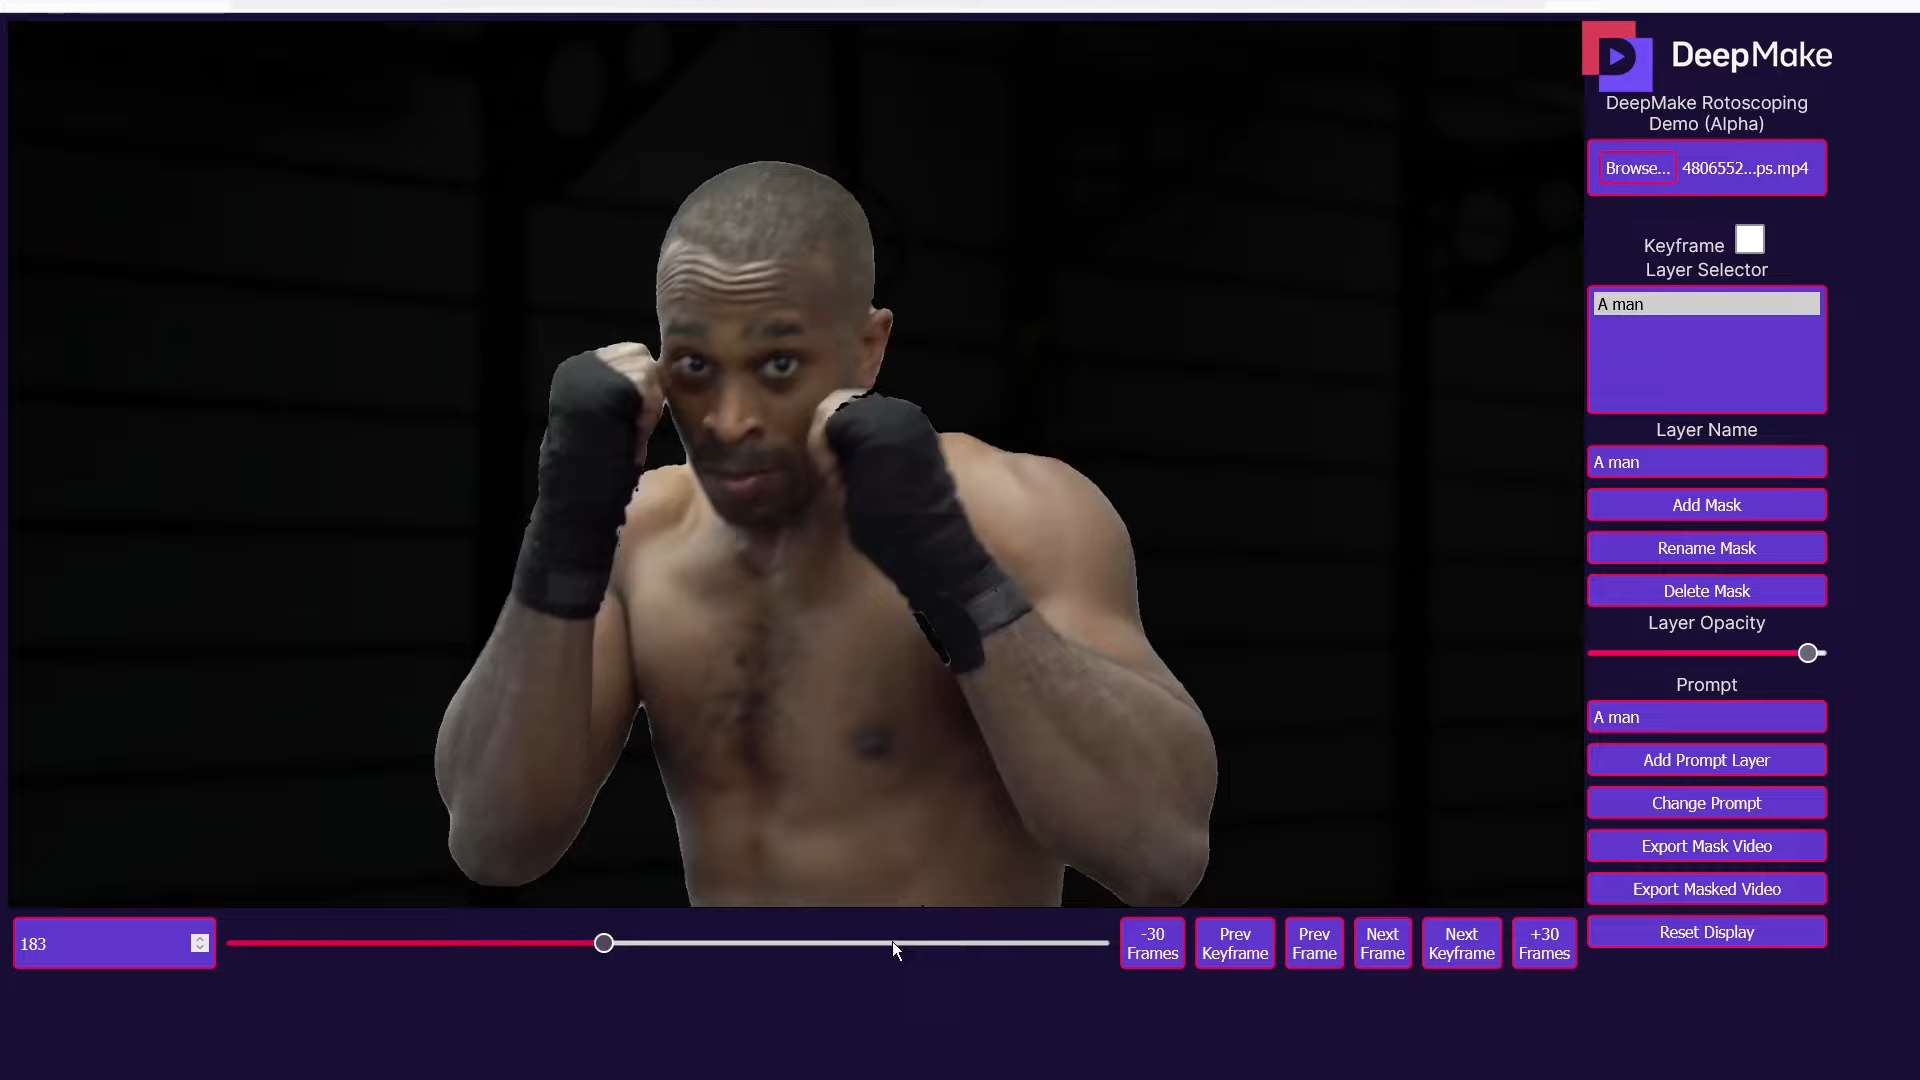 DeepMake
DeepMake Rotoscoping
Demo (Alpha)
Browse... 4806552...ps.mp4
Keyframe
Layer Selector
A man
Layer Name
A man
Add Mask
Rename Mask
Delete Mask
Layer Opacity
Prompt
A man
Add Prompt Layer
Change Prompt
Export Mask Video
Export Masked Video
Reset Display
183
-30
Frames
Prev
Keyframe
Prev
Frame
Next
Frame
Next
Keyframe
+30
Frames